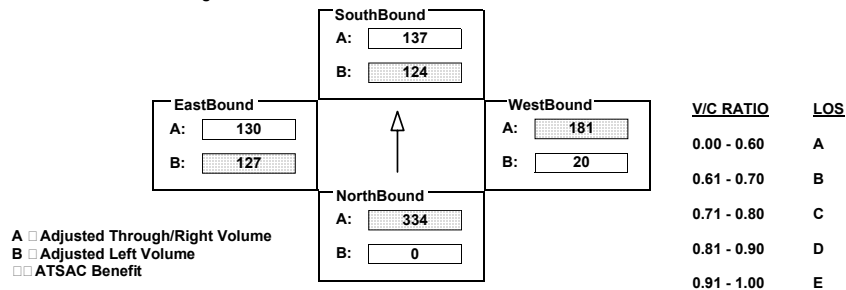 SouthBound
A: 137
B: 124
EastBound
A: 130
B: 127
WestBound
A: 181
B: 20
NorthBound
A: 334
B: 0
A □ Adjusted Through/Right Volume
B □ Adjusted Left Volume
□□ ATSAC Benefit
V/C RATIO LOS
0.00 - 0.60 A
0.61 - 0.70 B
0.71 - 0.80 C
0.81 - 0.90 D
0.91 - 1.00 E